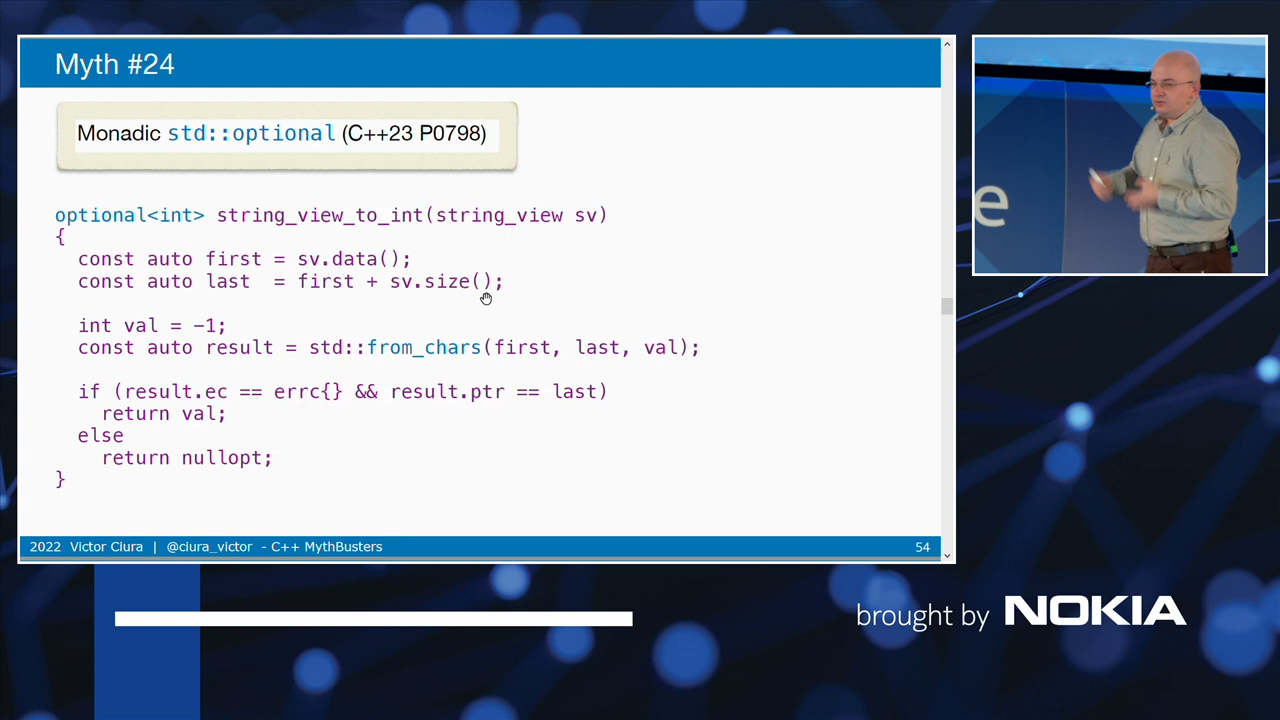 Myth #24
Monadic std::optional (C++23 P0798)
optional<int> string_view_to_int(string_view sv)
{
const auto first = sv.data();
const auto last = first + sv.size();
int val = -1;
const auto result = std::from_chars(first, last, val);
if (result.ec == errc{} && result.ptr == last)
return val;
else
return nullopt;
}
2022 Victor Ciura | @ciura_victor - C++ MythBusters
54
e
brought by NOKIA